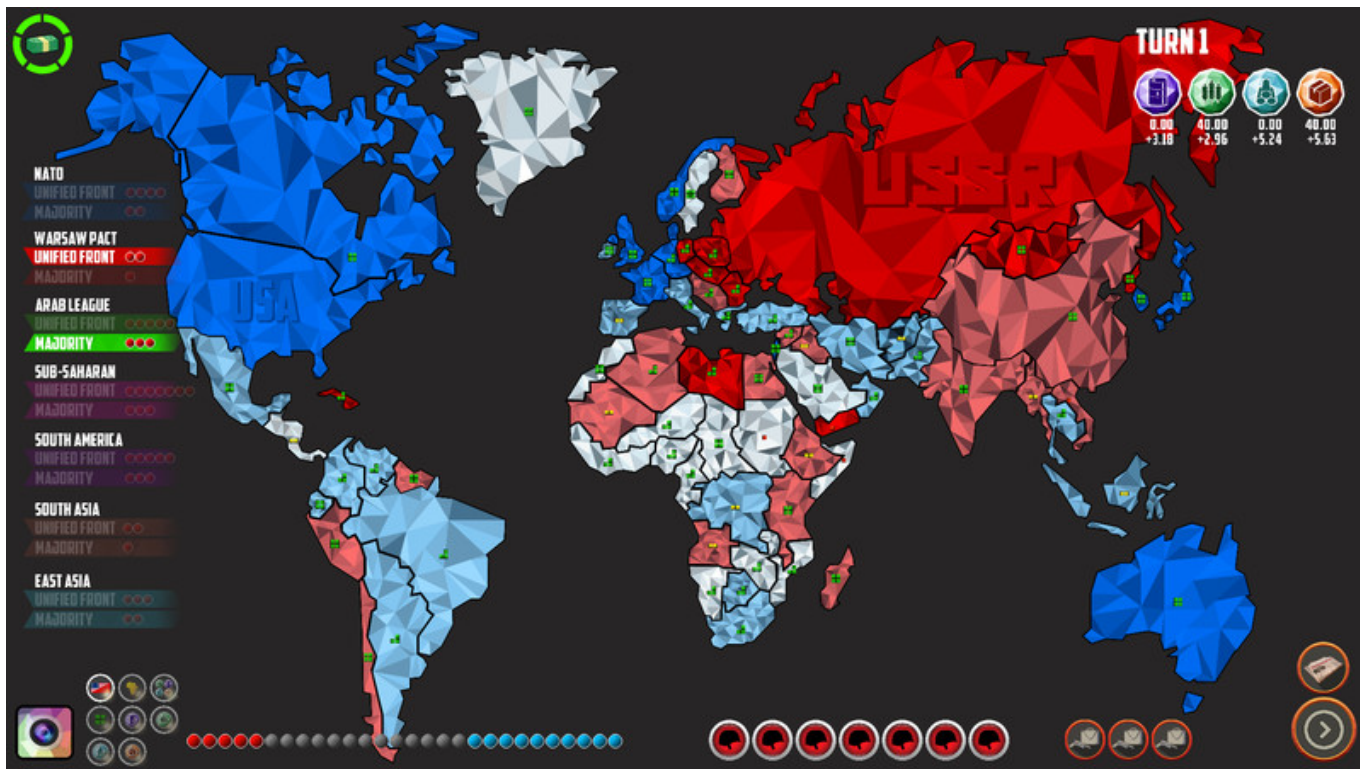 TURN 1
0.00
40.00
0.00
40.00
+3.18
+2.96
+5.24
+5.63
USSR
USA
NATO
UNIFIED FRONT
MAJORITY
WARSAW PACT
UNIFIED FRONT
MAJORITY
ARAB LEAGUE
UNIFIED FRONT
MAJORITY
SUB-SAHARAN
UNIFIED FRONT
MAJORITY
SOUTH AMERICA
UNIFIED FRONT
MAJORITY
SOUTH ASIA
UNIFIED FRONT
MAJORITY
EAST ASIA
UNIFIED FRONT
MAJORITY